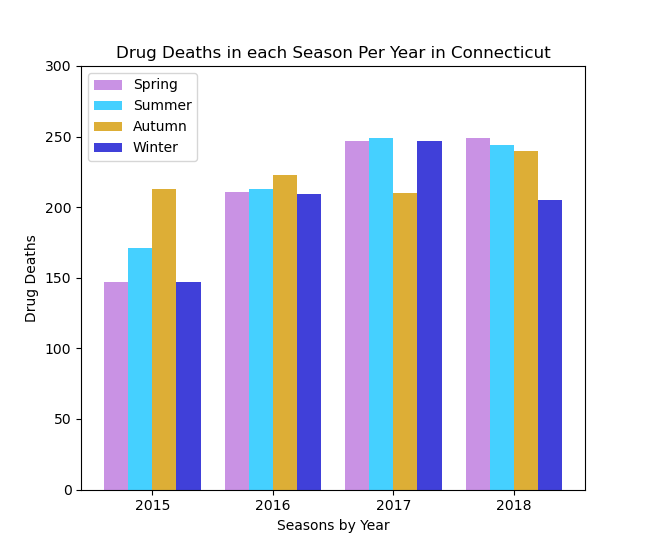 Drug Deaths in each Season Per Year in Connecticut
300
250
200
150
100
50
0
Drug Deaths
Spring
Summer
Autumn
Winter
2015 2016 2017 2018
Seasons by Year